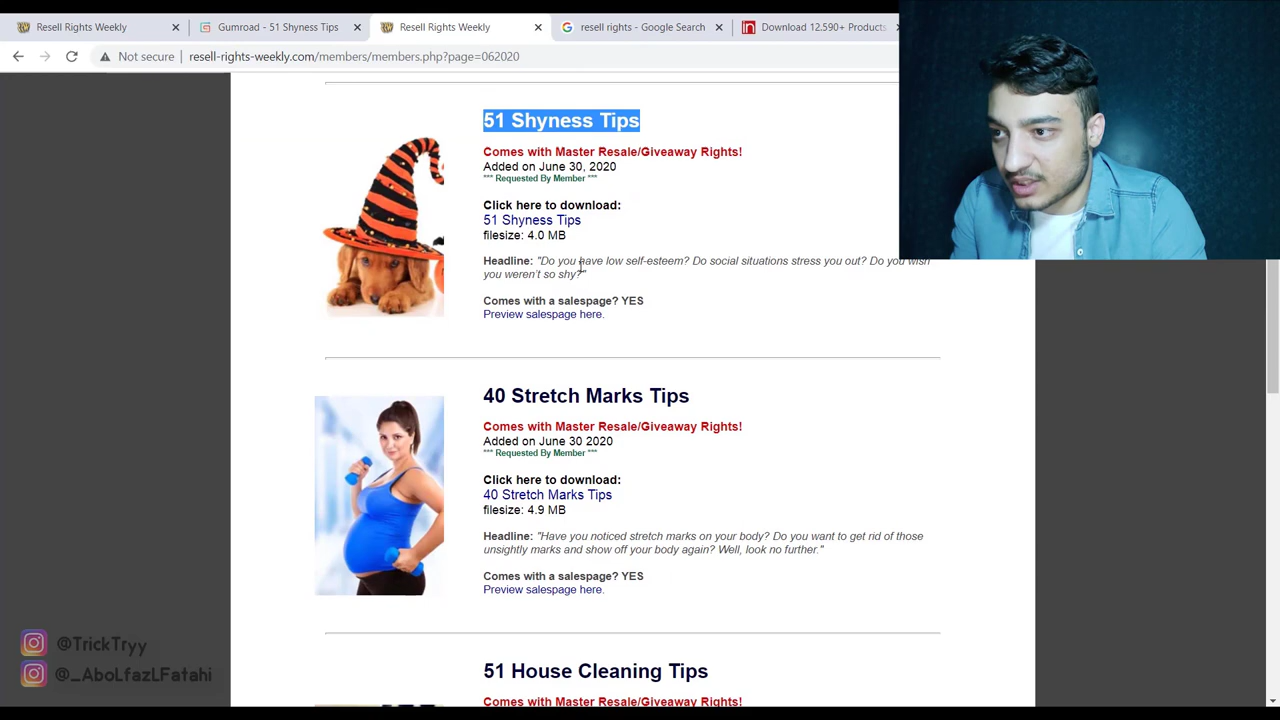 Resell Rights Weekly
Gumroad - 51 Shyness Tips
Resell Rights Weekly
resell rights - Google Search
Download 12,590+ Products
Not secure
resell-rights-weekly.com/members/members.php?page=062020
51 Shyness Tips
Comes with Master Resale/Giveaway Rights!
Added on June 30, 2020
*** Requested By Member ***
Click here to download:
51 Shyness Tips
filesize: 4.0 MB
Headline: "Do you have low self-esteem? Do social situations stress you out? Do you wish
you weren't so shy?"
Comes with a salespage? YES
Preview salespage here.
40 Stretch Marks Tips
Comes with Master Resale/Giveaway Rights!
Added on June 30 2020
*** Requested By Member ***
Click here to download:
40 Stretch Marks Tips
filesize: 4.9 MB
Headline: "Have you noticed stretch marks on your body? Do you want to get rid of those
unsightly marks and show off your body again? Well, look no further."
Comes with a salespage? YES
Preview salespage here.
51 House Cleaning Tips
Comes with Master Resale/Giveaway Rights!
@TrickTryy
@_AboLfazLFatahi